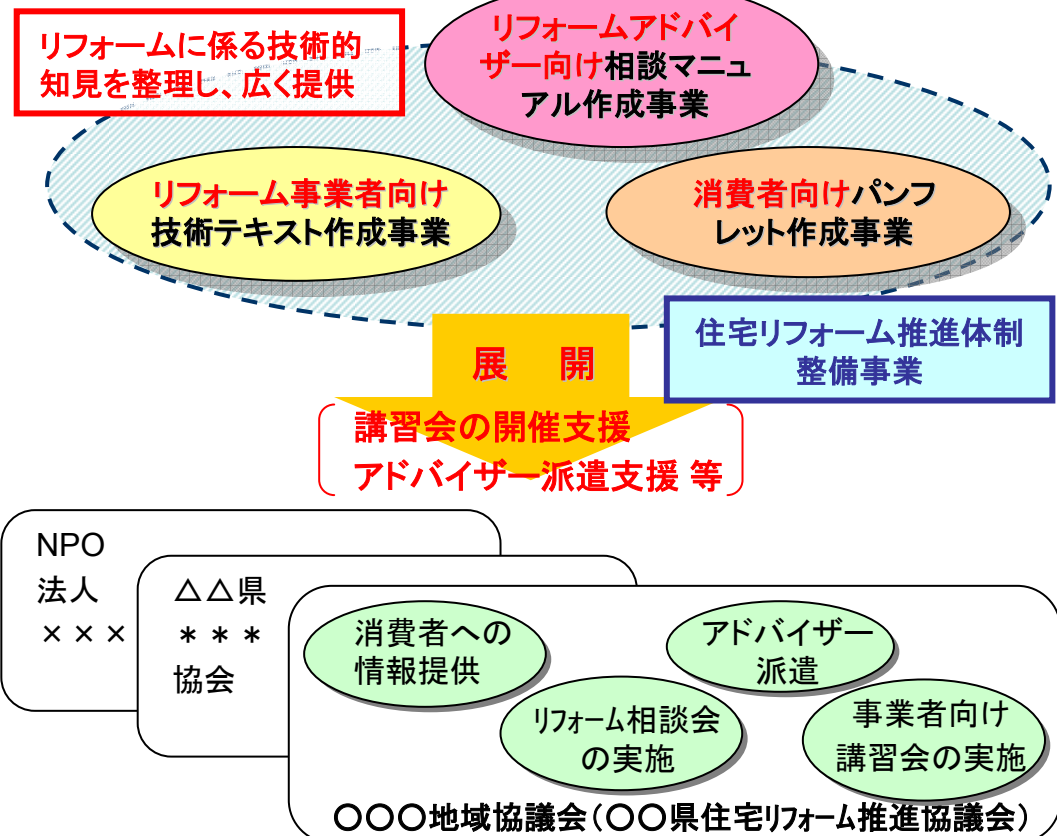 リフォームに係る技術的
知見を整理し、広く提供
リフォームアドバイ
ザー向け相談マニュ
アル作成事業
リフォーム事業者向け
技術テキスト作成事業
消費者向けパンフ
レット作成事業
住宅リフォーム推進体制
整備事業
展　開
講習会の開催支援
アドバイザー派遣支援 等
NPO
法人
×××
△△県
＊＊＊
協会
消費者への
情報提供
アドバイザー
派遣
リフォーム相談会
の実施
事業者向け
講習会の実施
〇〇〇地域協議会（〇〇県住宅リフォーム推進協議会）